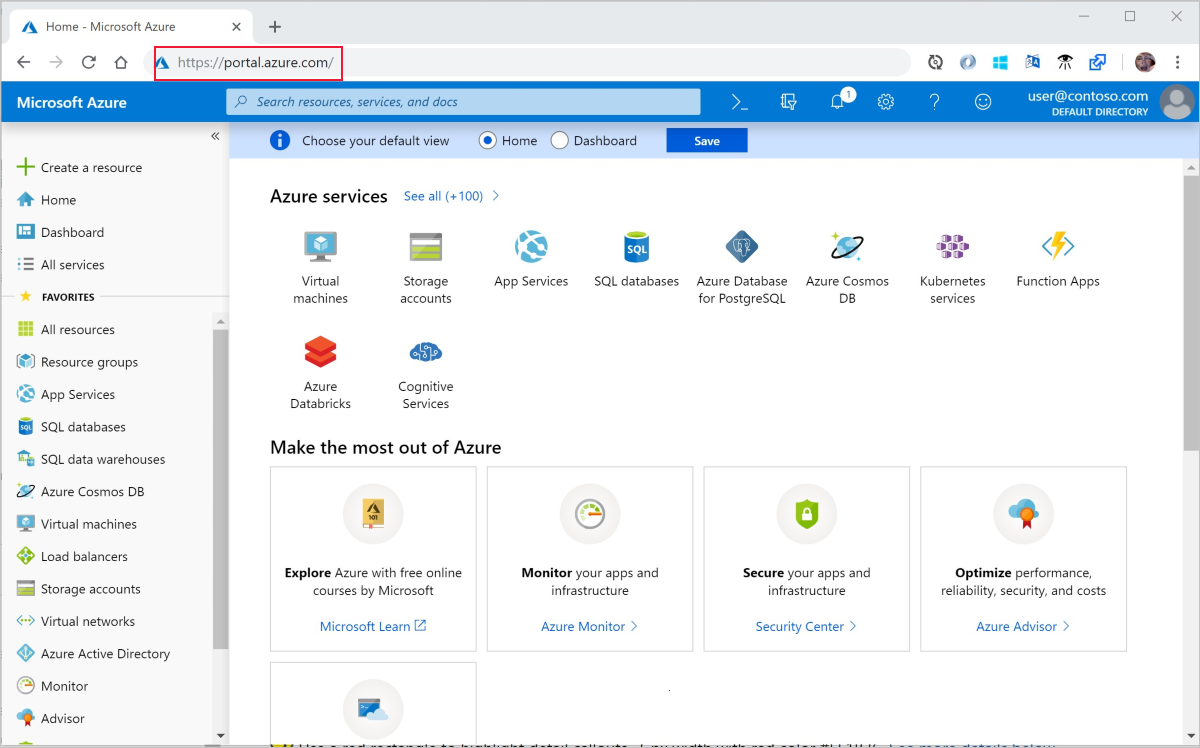 Home - Microsoft Azure
https://portal.azure.com/
Microsoft Azure
Search resources, services, and docs
1
user@contoso.com
DEFAULT DIRECTORY
Choose your default view
Home
Dashboard
Save
Create a resource
Home
Dashboard
All services
FAVORITES
All resources
Resource groups
App Services
SQL databases
SQL data warehouses
Azure Cosmos DB
Virtual machines
Load balancers
Storage accounts
Virtual networks
Azure Active Directory
Monitor
Advisor
Azure services
See all (+100)
SQL
Virtual
machines
Storage
accounts
App Services
SQL databases
Azure Database
for PostgreSQL
Azure Cosmos
DB
Kubernetes
services
Function Apps
Azure
Databricks
Cognitive
Services
Make the most out of Azure
101
Explore Azure with free online
courses by Microsoft
Microsoft Learn
Monitor your apps and
infrastructure
Azure Monitor
Secure your apps and
infrastructure
Security Center
Optimize performance,
reliability, security, and costs
Azure Advisor